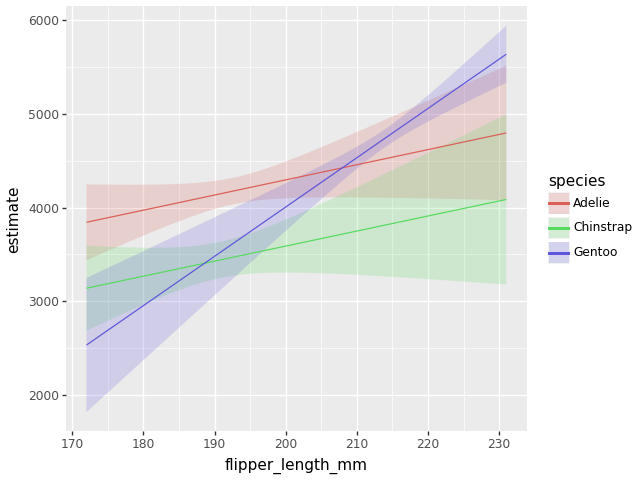 6000
5000
4000
3000
2000
estimate
170 180 190 200 210 220 230
flipper_length_mm
species
Adelie
Chinstrap
Gentoo